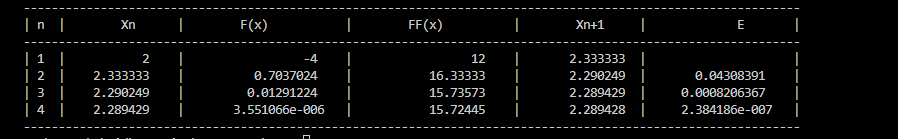 | n | Xn | F(x) | FF(x) | Xn+1 | E |
| 1 | 2 | -4 | 12 | 2.333333 | |
| 2 | 2.333333 | 0.7037024 | 16.33333 | 2.290249 | 0.04308391 |
| 3 | 2.290249 | 0.01291224 | 15.73573 | 2.289429 | 0.0008206367 |
| 4 | 2.289429 | 3.551066e-006 | 15.72445 | 2.289428 | 2.384186e-007 |